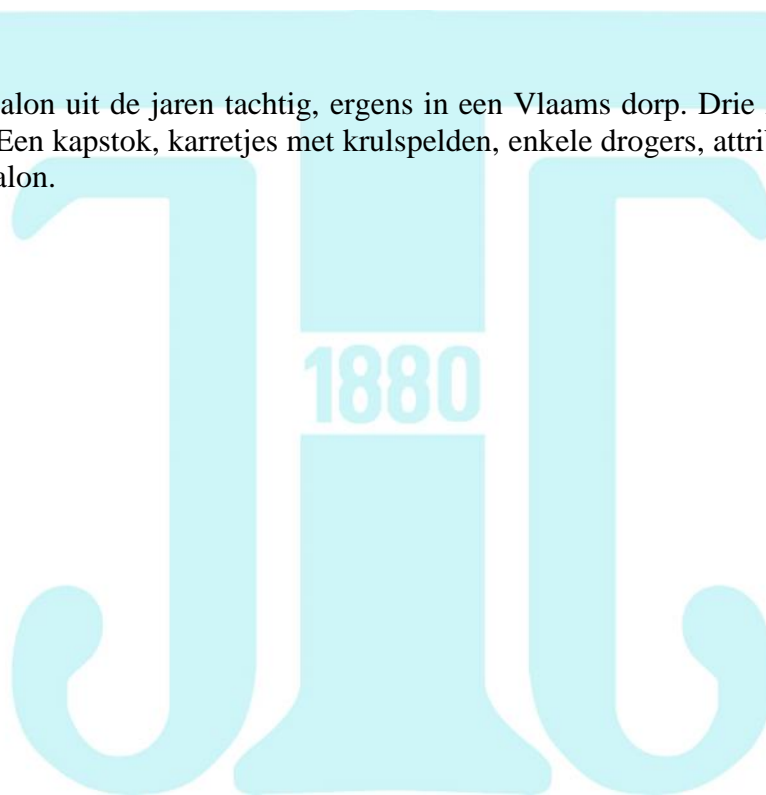 alon uit de jaren tachtig, ergens in een Vlaams dorp. Drie
Een kapstok, karretjes met krulspelden, enkele drogers, attri
alon.
1880